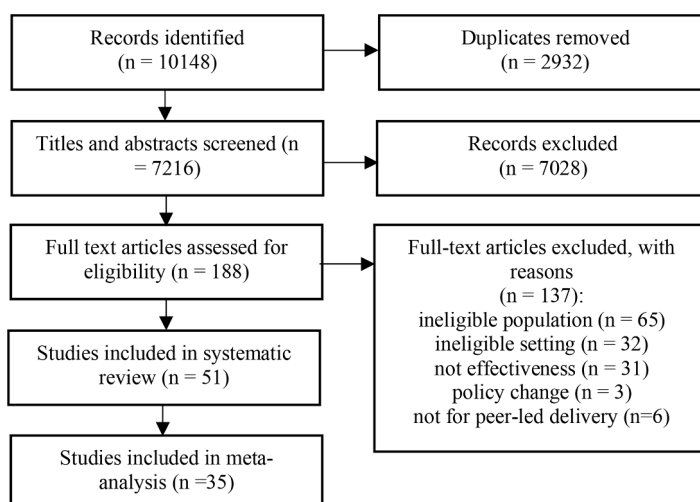 Records identified
(n = 10148)
Duplicates removed
(n = 2932)
Titles and abstracts screened (n
= 7216)
Records excluded
(n = 7028)
Full text articles assessed for
eligibility (n = 188)
Full-text articles excluded, with
reasons
(n = 137):
ineligible population (n = 65)
ineligible setting (n = 32)
not effectiveness (n = 31)
policy change (n = 3)
not for peer-led delivery (n=6)
Studies included in systematic
review (n = 51)
Studies included in meta-
analysis (n =35)